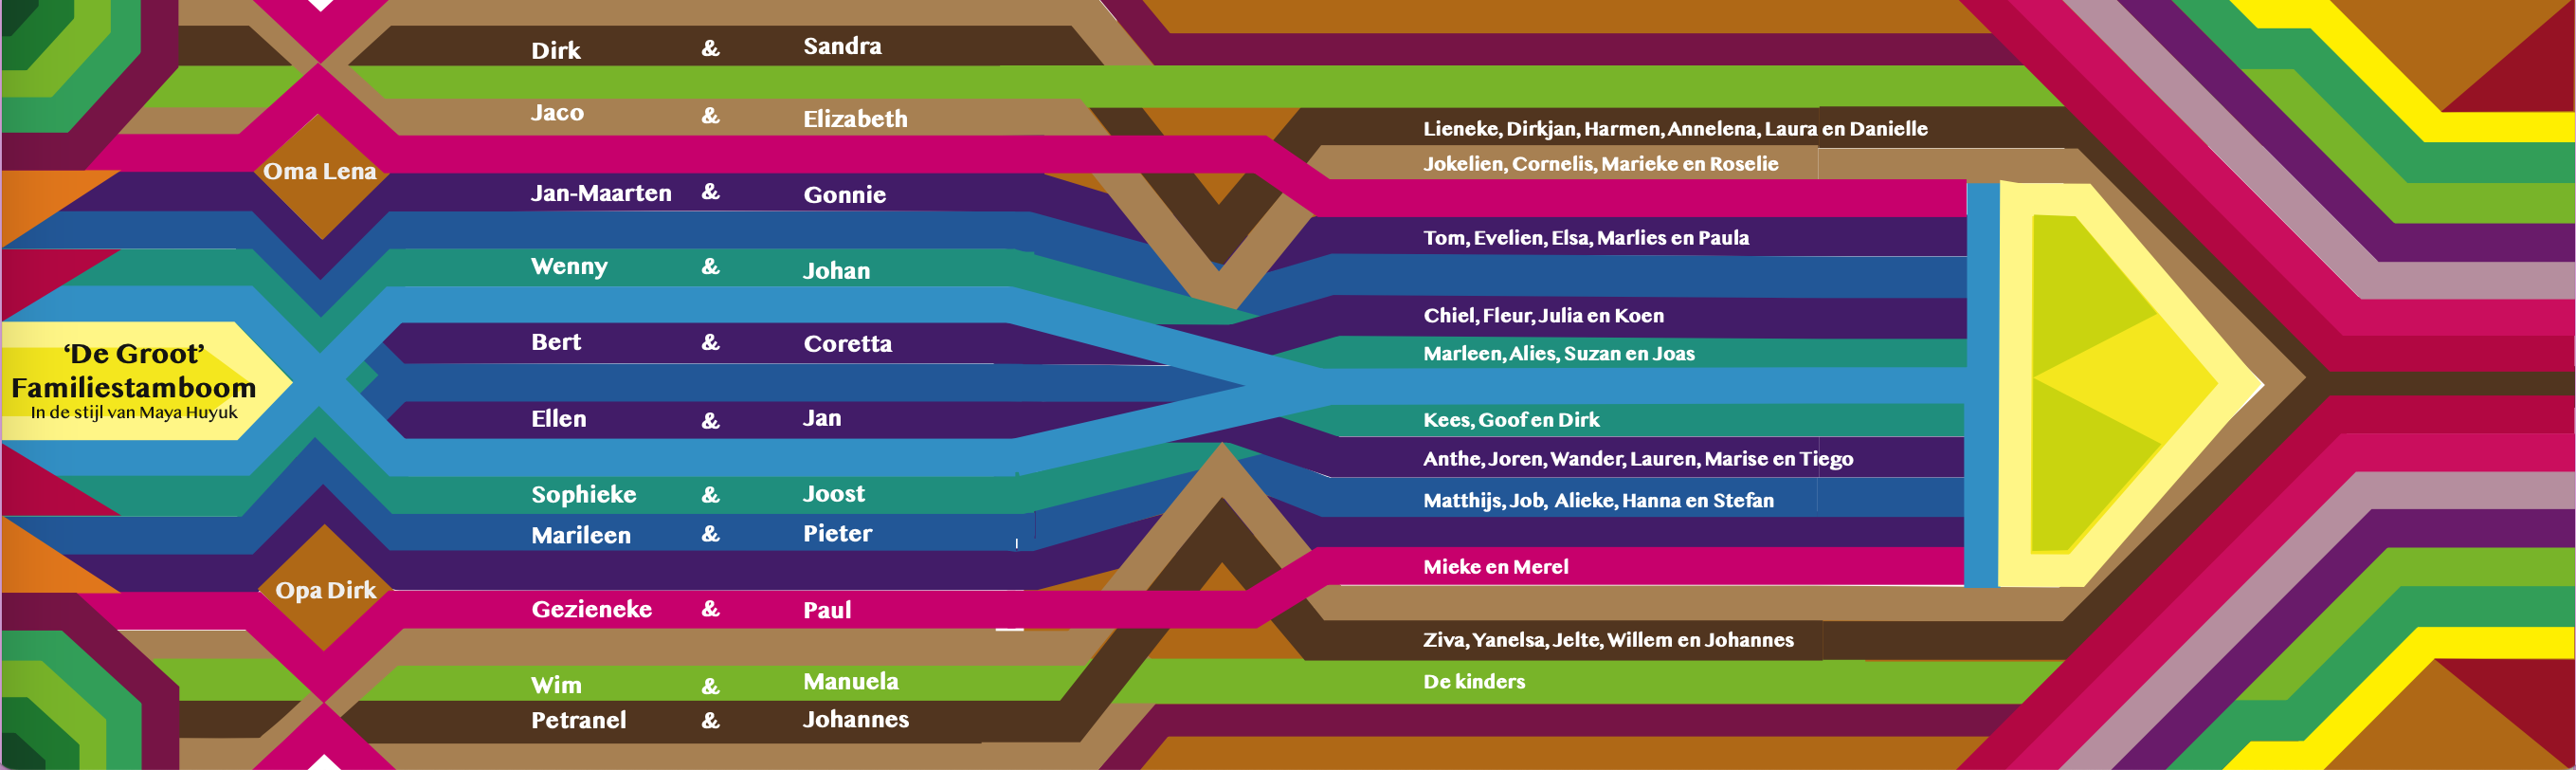 Dirk & Sandra
Jaco & Elizabeth
Oma Lena
Jan-Maarten & Gonnie
Wenny & Johan
Bert & Coretta
‘De Groot’
Familiestamboom
In de stijl van Maya Huyuk
Ellen & Jan
Sophieke & Joost
Marileen & Pieter
Opa Dirk
Gezieneke & Paul
Wim & Manuela
Petranel & Johannes
Lieneke, Dirkjan, Harmen, Annelena, Laura en Danielle
Jokelien, Cornelis, Marieke en Roselie
Tom, Evelien, Elsa, Marlies en Paula
Chiel, Fleur, Julia en Koen
Marleen, Alies, Suzan en Joas
Kees, Goof en Dirk
Anthe, Joren, Wander, Lauren, Marise en Tiego
Matthijs, Job, Alieke, Hanna en Stefan
Mieke en Merel
Ziva, Yanelsa, Jelte, Willem en Johannes
De kinders